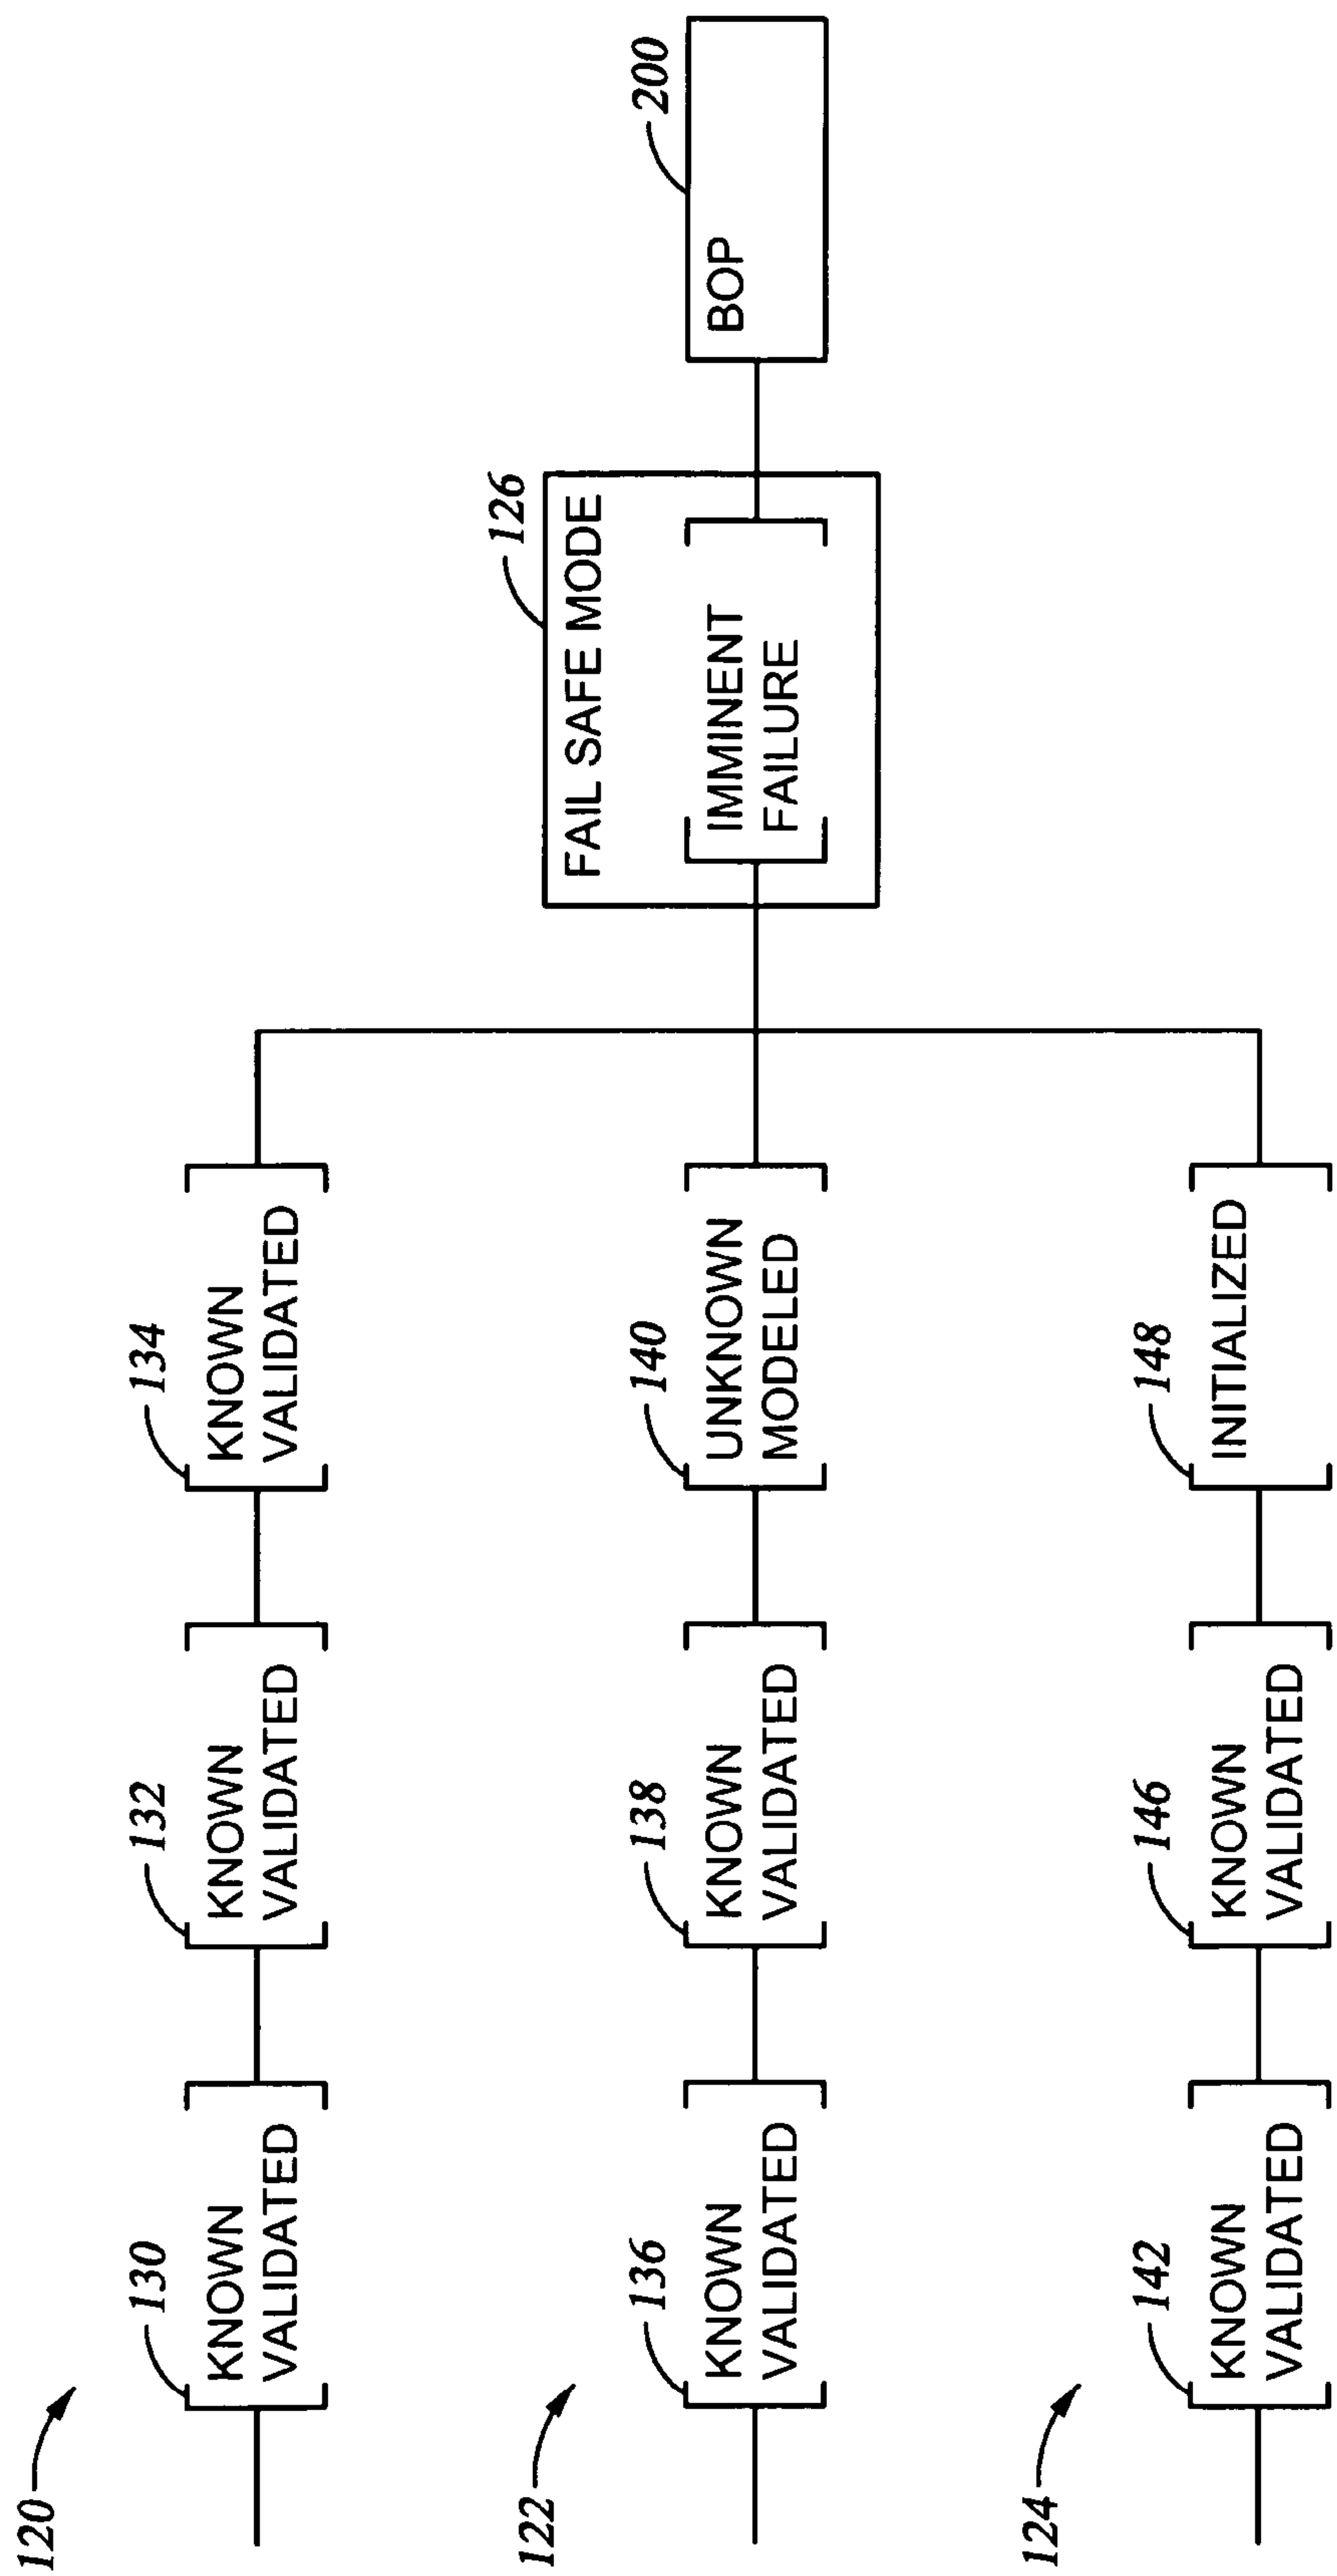 120
130
KNOWN
VALIDATED
132
KNOWN
VALIDATED
134
KNOWN
VALIDATED
122
136
KNOWN
VALIDATED
138
KNOWN
VALIDATED
140
UNKNOWN
MODELED
126
FAIL SAFE MODE
IMMINENT
FAILURE
200
BOP
124
142
KNOWN
VALIDATED
146
KNOWN
VALIDATED
148
INITIALIZED